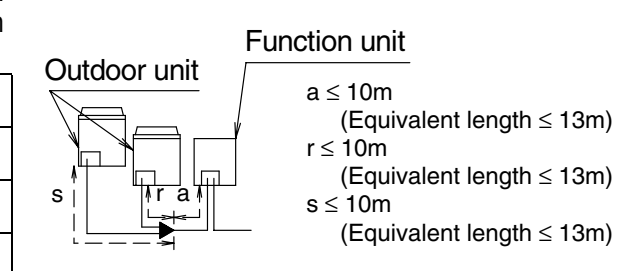 Function unit
Outdoor unit
a ≤ 10m
(Equivalent length ≤ 13m)
r ≤ 10m
(Equivalent length ≤ 13m)
s ≤ 10m
(Equivalent length ≤ 13m)
s
r a